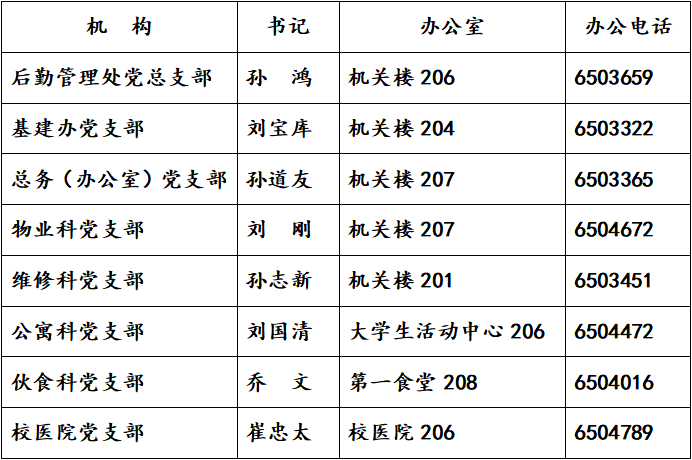 机 构 书记 办公室 办公电话
后勤管理处党总支部 孙 鸿 机关楼 206 6503659
基建办党支部 刘宝库 机关楼 204 6503322
总务（办公室）党支部 孙道友 机关楼 207 6503365
物业科党支部 刘 刚 机关楼 207 6504672
维修科党支部 孙志新 机关楼 201 6503451
公寓科党支部 刘国清 大学生活动中心 206 6504472
伙食科党支部 乔 文 第一食堂 208 6504016
校医院党支部 崔忠太 校医院 206 6504789